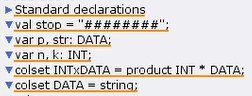 Standard declarations
val stop = "########";
var p, str: DATA;
var n, k: INT;
colset INTxDATA = product INT * DATA;
colset DATA = string;